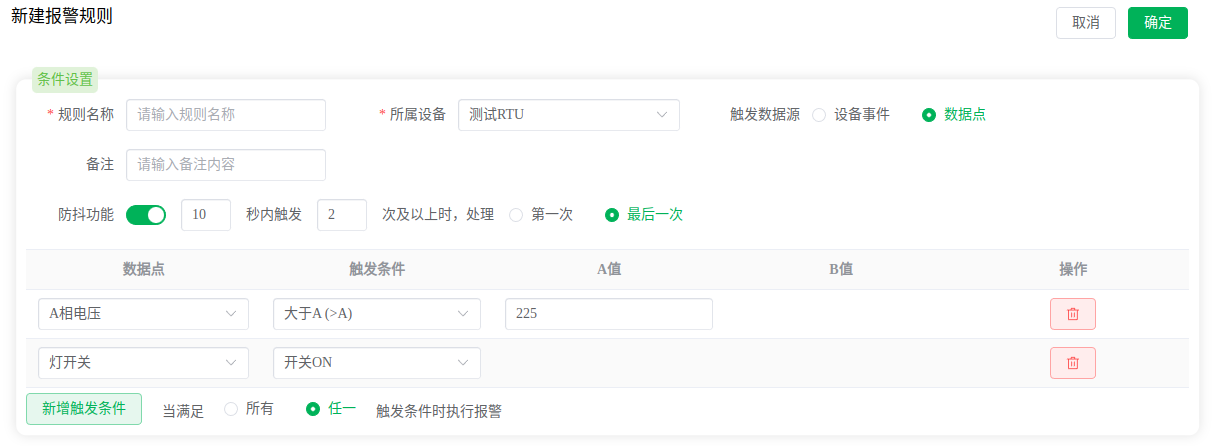 新建报警规则
取消 确定
条件设置
* 规则名称 请输入规则名称 * 所属设备 测试RTU 触发数据源 设备事件 数据点
备注 请输入备注内容
防抖功能 10 秒内触发 2 次及以上时，处理 第一次 最后一次
数据点 触发条件 A值 B值 操作
A相电压 大于A (>A) 225
灯开关 开关ON
新增触发条件 当满足 所有 任一 触发条件时执行报警